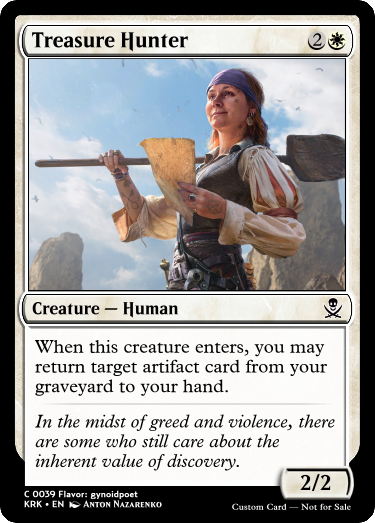 Treasure Hunter 2
Creature — Human
When this creature enters, you may
return target artifact card from your
graveyard to your hand.
In the midst of greed and violence, there
are some who still care about the
inherent value of discovery.
2/2
C 0039 Flavor: gynoidpoet
KRK • EN Anton Nazarenko
Custom Card — Not for Sale